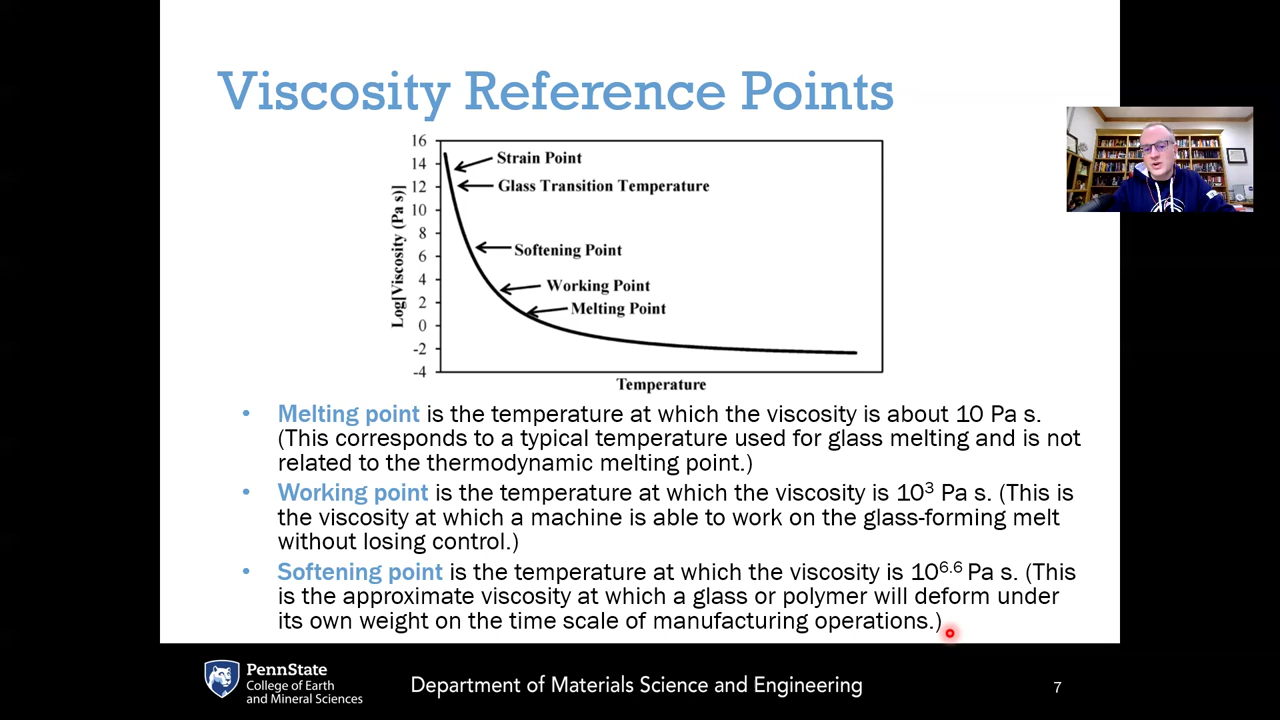 Viscosity Reference Points
16
14
12
10
8
6
4
2
0
-2
-4
Log[Viscosity (Pa s)]
Strain Point
Glass Transition Temperature
Softening Point
Working Point
Melting Point
Temperature
• Melting point is the temperature at which the viscosity is about 10 Pa s.
(This corresponds to a typical temperature used for glass melting and is not
related to the thermodynamic melting point.)
• Working point is the temperature at which the viscosity is 10³ Pa s. (This is
the viscosity at which a machine is able to work on the glass-forming melt
without losing control.)
• Softening point is the temperature at which the viscosity is 10⁶·⁶ Pa s. (This
is the approximate viscosity at which a glass or polymer will deform under
its own weight on the time scale of manufacturing operations.)
PennState
College of Earth
and Mineral Sciences
Department of Materials Science and Engineering
7